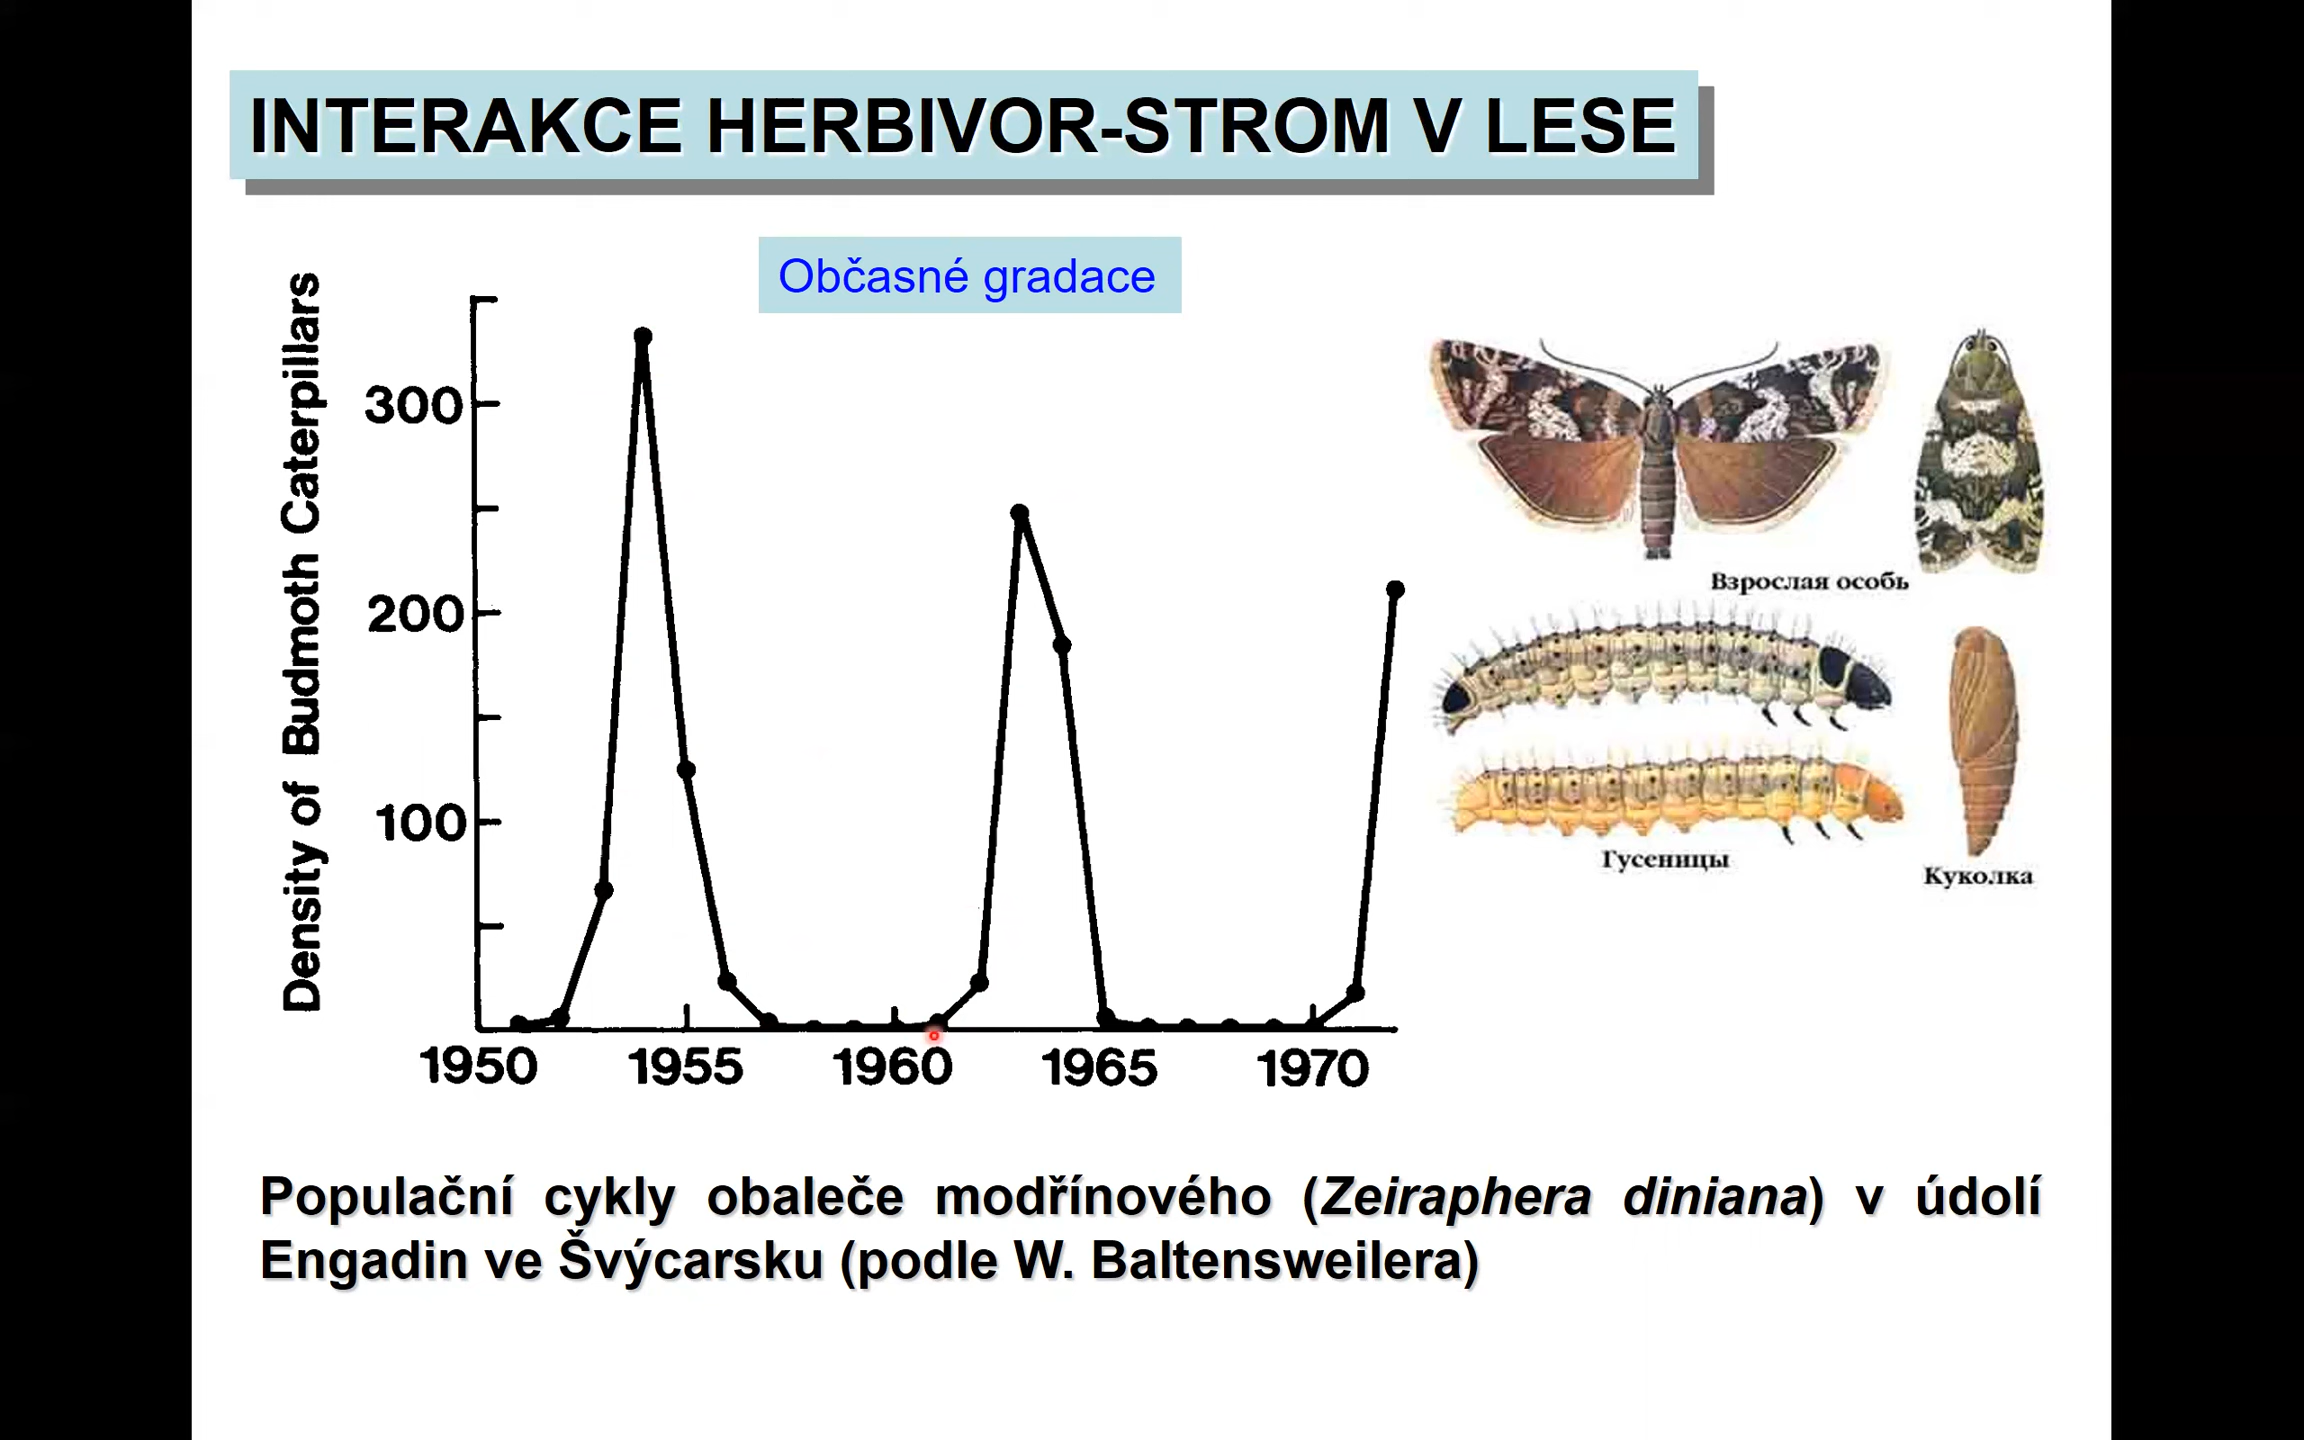 INTERAKCE HERBIVOR-STROM V LESE
Občasné gradace
Density of Budmoth Caterpillars
300
200
100
1950 1955 1960 1965 1970
Взрослая особь
Гусеницы
Куколка
Populační cykly obaleče modřínového (Zeiraphera diniana) v údolí
Engadin ve Švýcarsku (podle W. Baltensweilera)